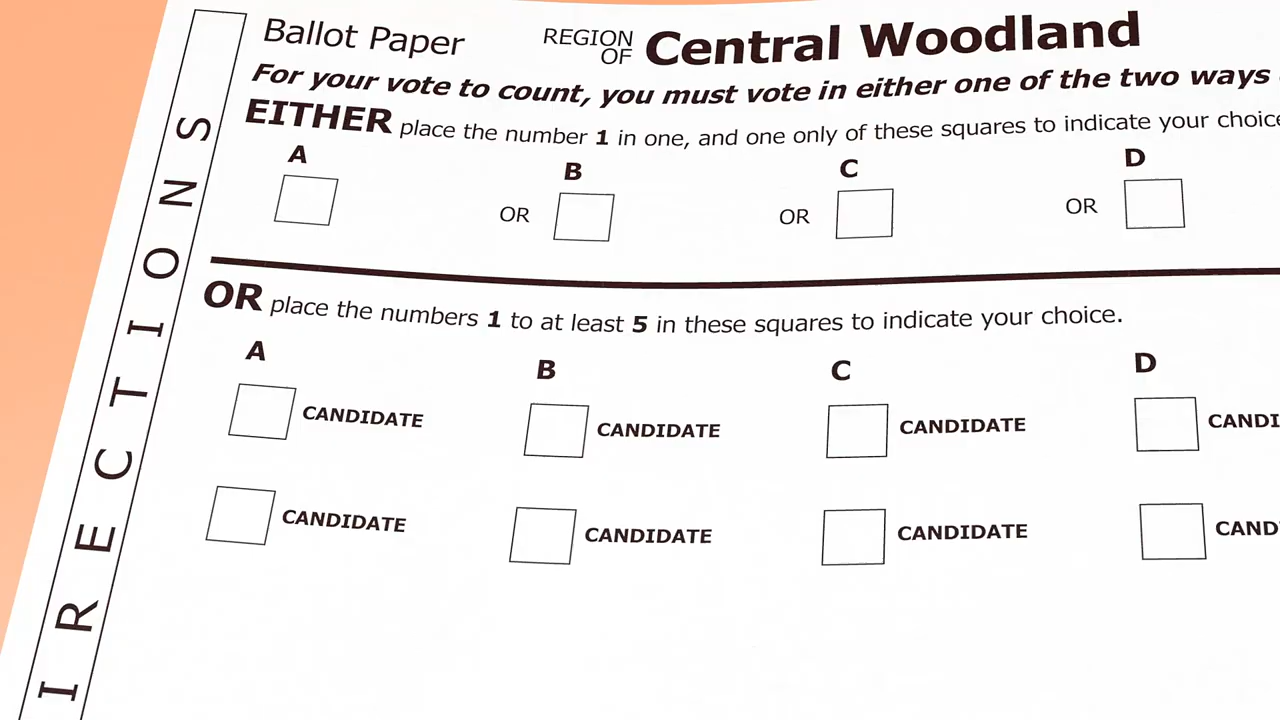 Ballot Paper REGION OF Central Woodland
For your vote to count, you must vote in either one of the two ways
EITHER place the number 1 in one, and one only of these squares to indicate your choice
A B C D
OR OR OR
OR place the numbers 1 to at least 5 in these squares to indicate your choice.
A B C D
CANDIDATE CANDIDATE CANDIDATE CANDI
CANDIDATE CANDIDATE CANDIDATE CAND
IRECTIONS